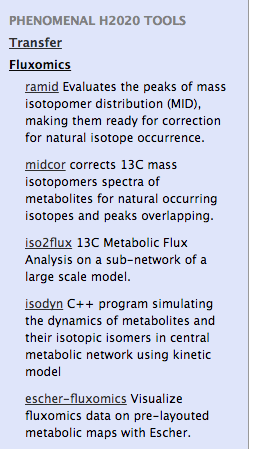 PHENOMENAL H2020 TOOLS
Transfer
Fluxomics
ramid Evaluates the peaks of mass
isotopomer distribution (MID),
making them ready for correction
for natural isotope occurrence.
midcor corrects 13C mass
isotopomers spectra of
metabolites for natural occurring
isotopes and peaks overlapping.
iso2flux 13C Metabolic Flux
Analysis on a sub-network of a
large scale model.
isodyn C++ program simulating
the dynamics of metabolites and
their isotopic isomers in central
metabolic network using kinetic
model
escher-fluxomics Visualize
fluxomics data on pre-layouted
metabolic maps with Escher.